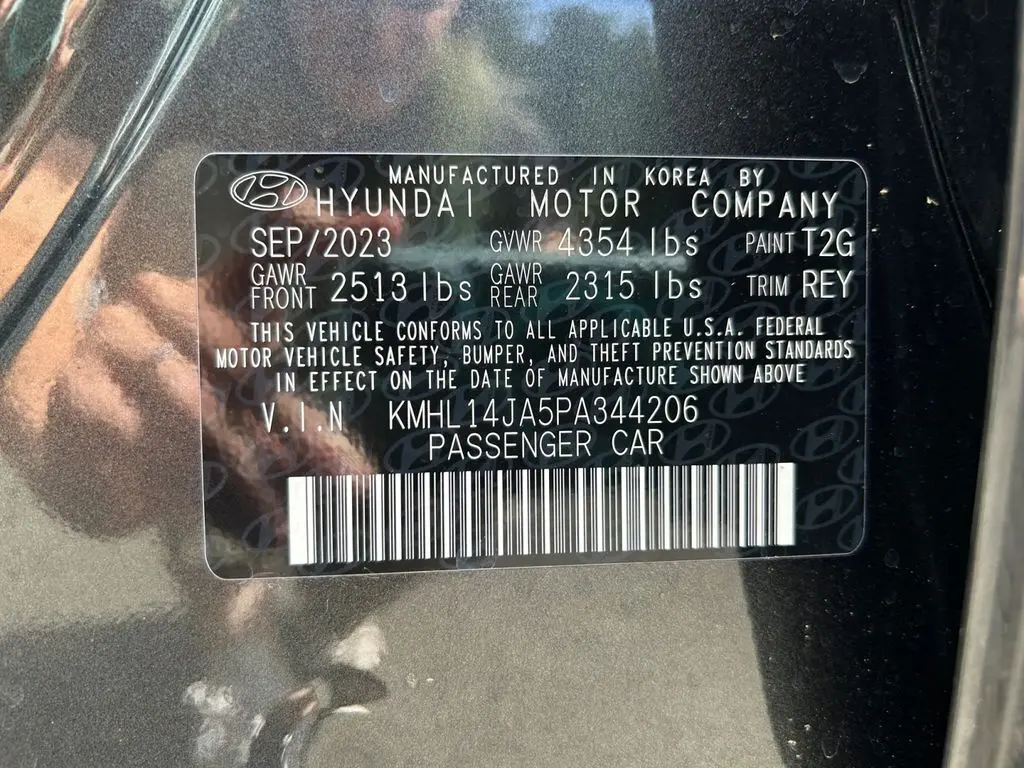 MANUFACTURED IN KOREA BY
HYUNDAI MOTOR COMPANY
SEP/2023 GVWR 4354 lbs PAINT T2G
GAWR FRONT 2513 lbs GAWR REAR 2315 lbs TRIM REY
THIS VEHICLE CONFORMS TO ALL APPLICABLE U.S.A. FEDERAL
MOTOR VEHICLE SAFETY, BUMPER, AND THEFT PREVENTION STANDARDS
IN EFFECT ON THE DATE OF MANUFACTURE SHOWN ABOVE
V.I.N KMHL14JA5PA344206
PASSENGER CAR